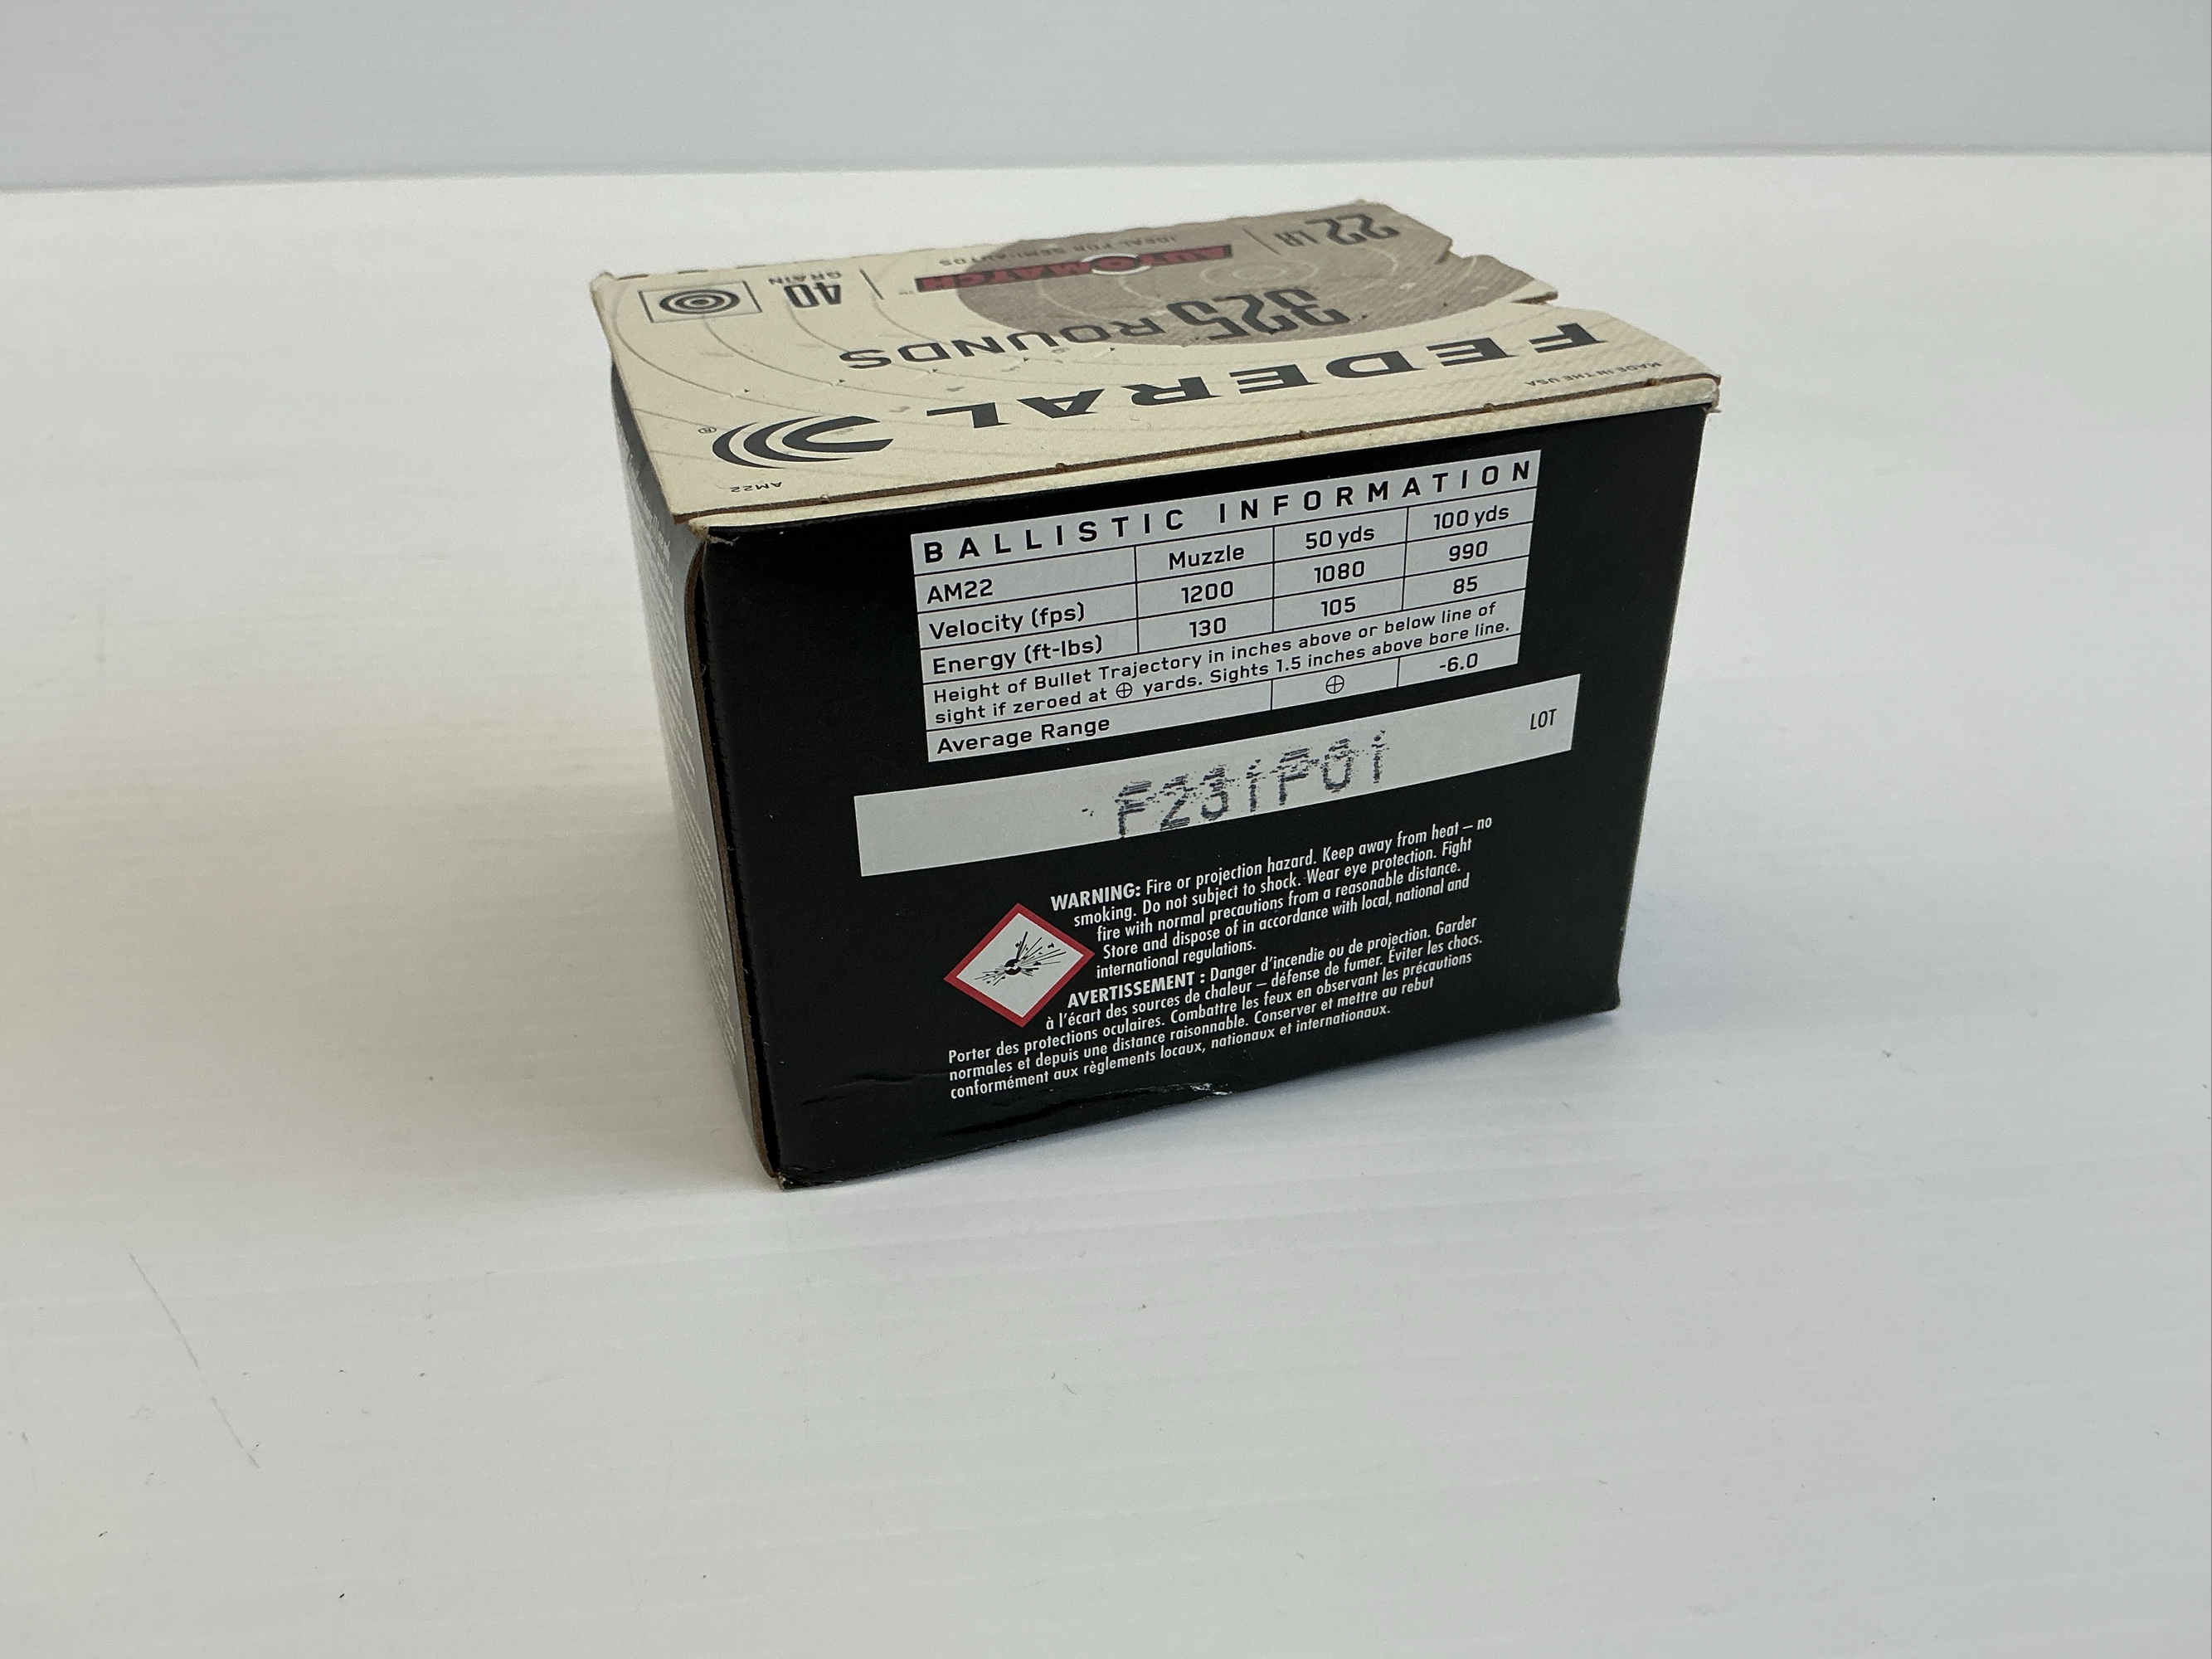 MADE IN THE USA
FEDERAL ®
AM22
325 ROUNDS
22 LR
AUTOMATCH ™
IDEAL FOR SEMI-AUTOS
40
GRAIN
BALLISTIC INFORMATION
AM22 Muzzle 50 yds 100 yds
Velocity (fps) 1200 1080 990
Energy (ft-lbs) 130 105 85
Height of Bullet Trajectory in inches above or below line of
sight if zeroed at ⊕ yards. Sights 1.5 inches above bore line.
Average Range ⊕ -6.0
LOT
WARNING: Fire or projection hazard. Keep away from heat – no
smoking. Do not subject to shock. Wear eye protection. Fight
fire with normal precautions from a reasonable distance.
Store and dispose of in accordance with local, national and
international regulations.
AVERTISSEMENT : Danger d'incendie ou de projection. Garder
à l'écart des sources de chaleur – défense de fumer. Éviter les chocs.
Porter des protections oculaires. Combattre les feux en observant les précautions
normales et depuis une distance raisonnable. Conserver et mettre au rebut
conformément aux règlements locaux, nationaux et internationaux.